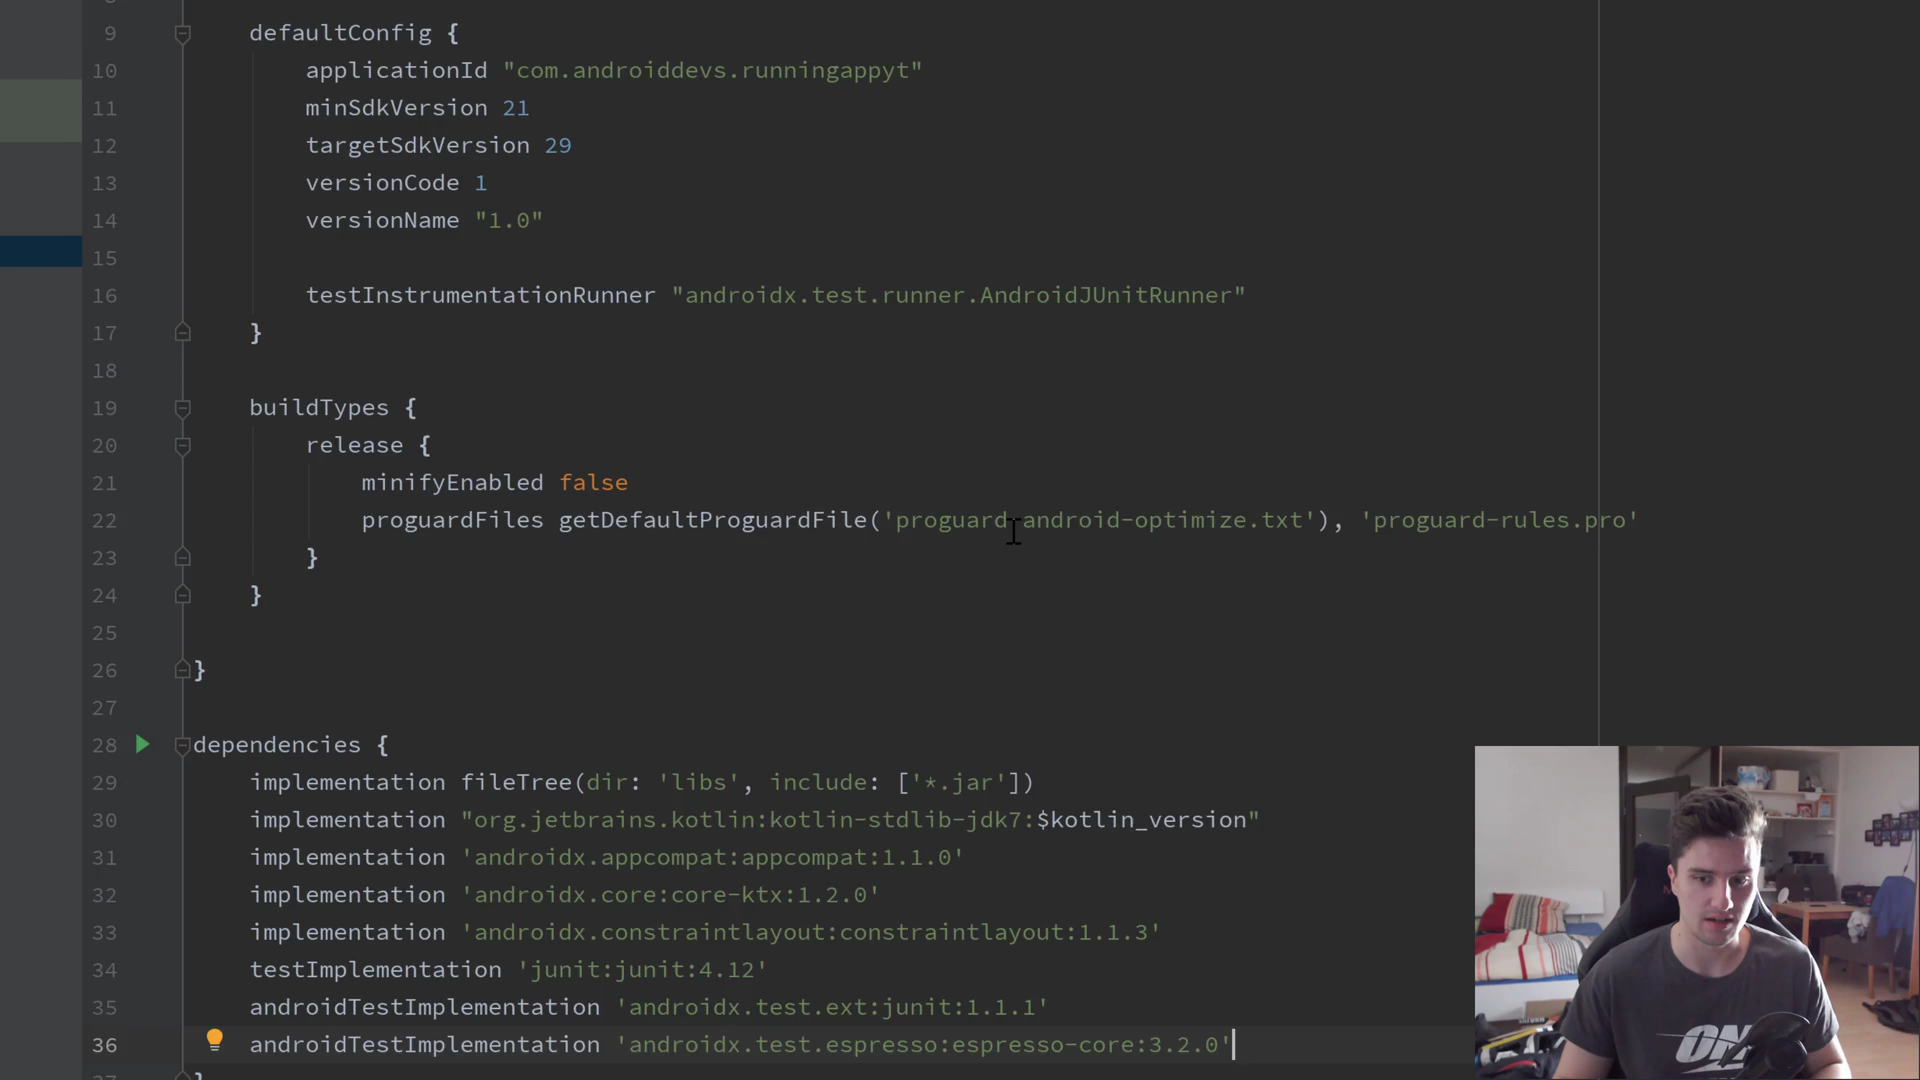 9 defaultConfig {
10 applicationId "com.androiddevs.runningappyt"
11 minSdkVersion 21
12 targetSdkVersion 29
13 versionCode 1
14 versionName "1.0"
15
16 testInstrumentationRunner "androidx.test.runner.AndroidJUnitRunner"
17 }
18
19 buildTypes {
20 release {
21 minifyEnabled false
22 proguardFiles getDefaultProguardFile('proguard-android-optimize.txt'), 'proguard-rules.pro'
23 }
24 }
25
26 }
27
28 dependencies {
29 implementation fileTree(dir: 'libs', include: ['*.jar'])
30 implementation "org.jetbrains.kotlin:kotlin-stdlib-jdk7:$kotlin_version"
31 implementation 'androidx.appcompat:appcompat:1.1.0'
32 implementation 'androidx.core:core-ktx:1.2.0'
33 implementation 'androidx.constraintlayout:constraintlayout:1.1.3'
34 testImplementation 'junit:junit:4.12'
35 androidTestImplementation 'androidx.test.ext:junit:1.1.1'
36 androidTestImplementation 'androidx.test.espresso:espresso-core:3.2.0'
ON